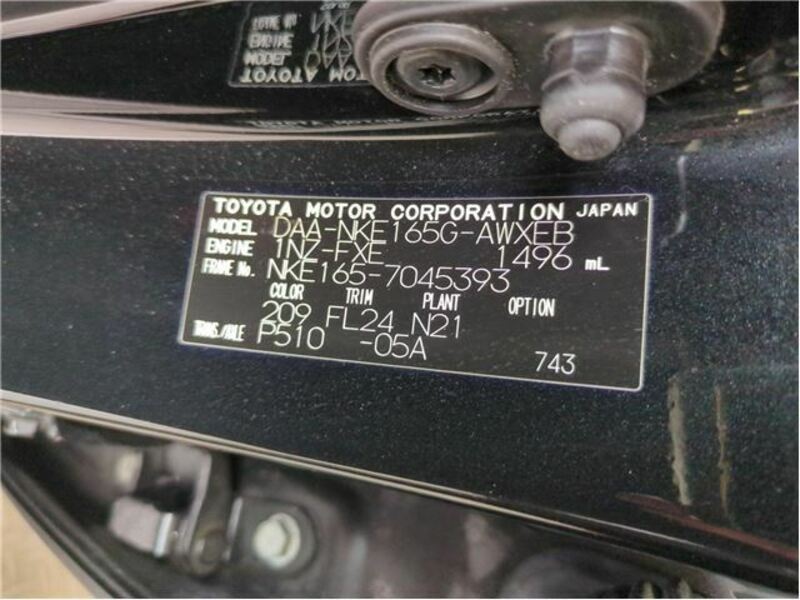 TOYOTA MOTOR CORPORATION JAPAN
MODEL DAA-NKE165G-AWXEB
ENGINE 1NZ-FXE 1496 mL
FRAME No. NKE165-7045393
COLOR TRIM PLANT OPTION
209 FL24 N21
TRANS./AXLE P510 -05A
743